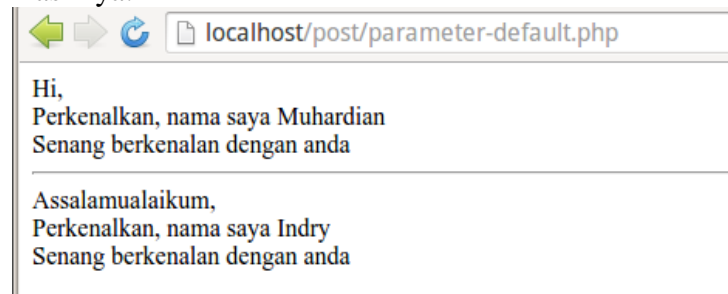 localhost/post/parameter-default.php
Hi,
Perkenalkan, nama saya Muhardian
Senang berkenalan dengan anda
Assalamualaikum,
Perkenalkan, nama saya Indry
Senang berkenalan dengan anda